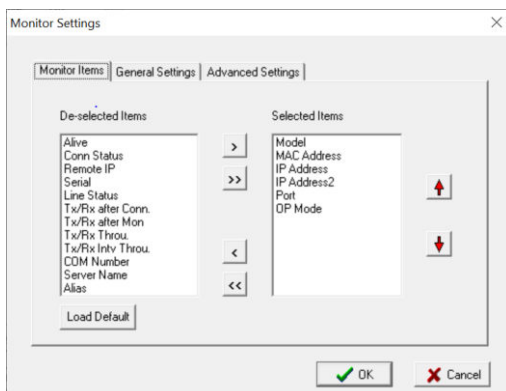 Monitor Settings
Monitor Items General Settings Advanced Settings
De-selected Items
Alive
Conn Status
Remote IP
Serial
Line Status
Tx/Rx after Conn.
Tx/Rx after Mon
Tx/Rx Throu.
Tx/Rx Intv Throu.
COM Number
Server Name
Alias
Load Default
>
>>
<
<<
Selected Items
Model
MAC Address
IP Address
IP Address2
Port
OP Mode
OK Cancel